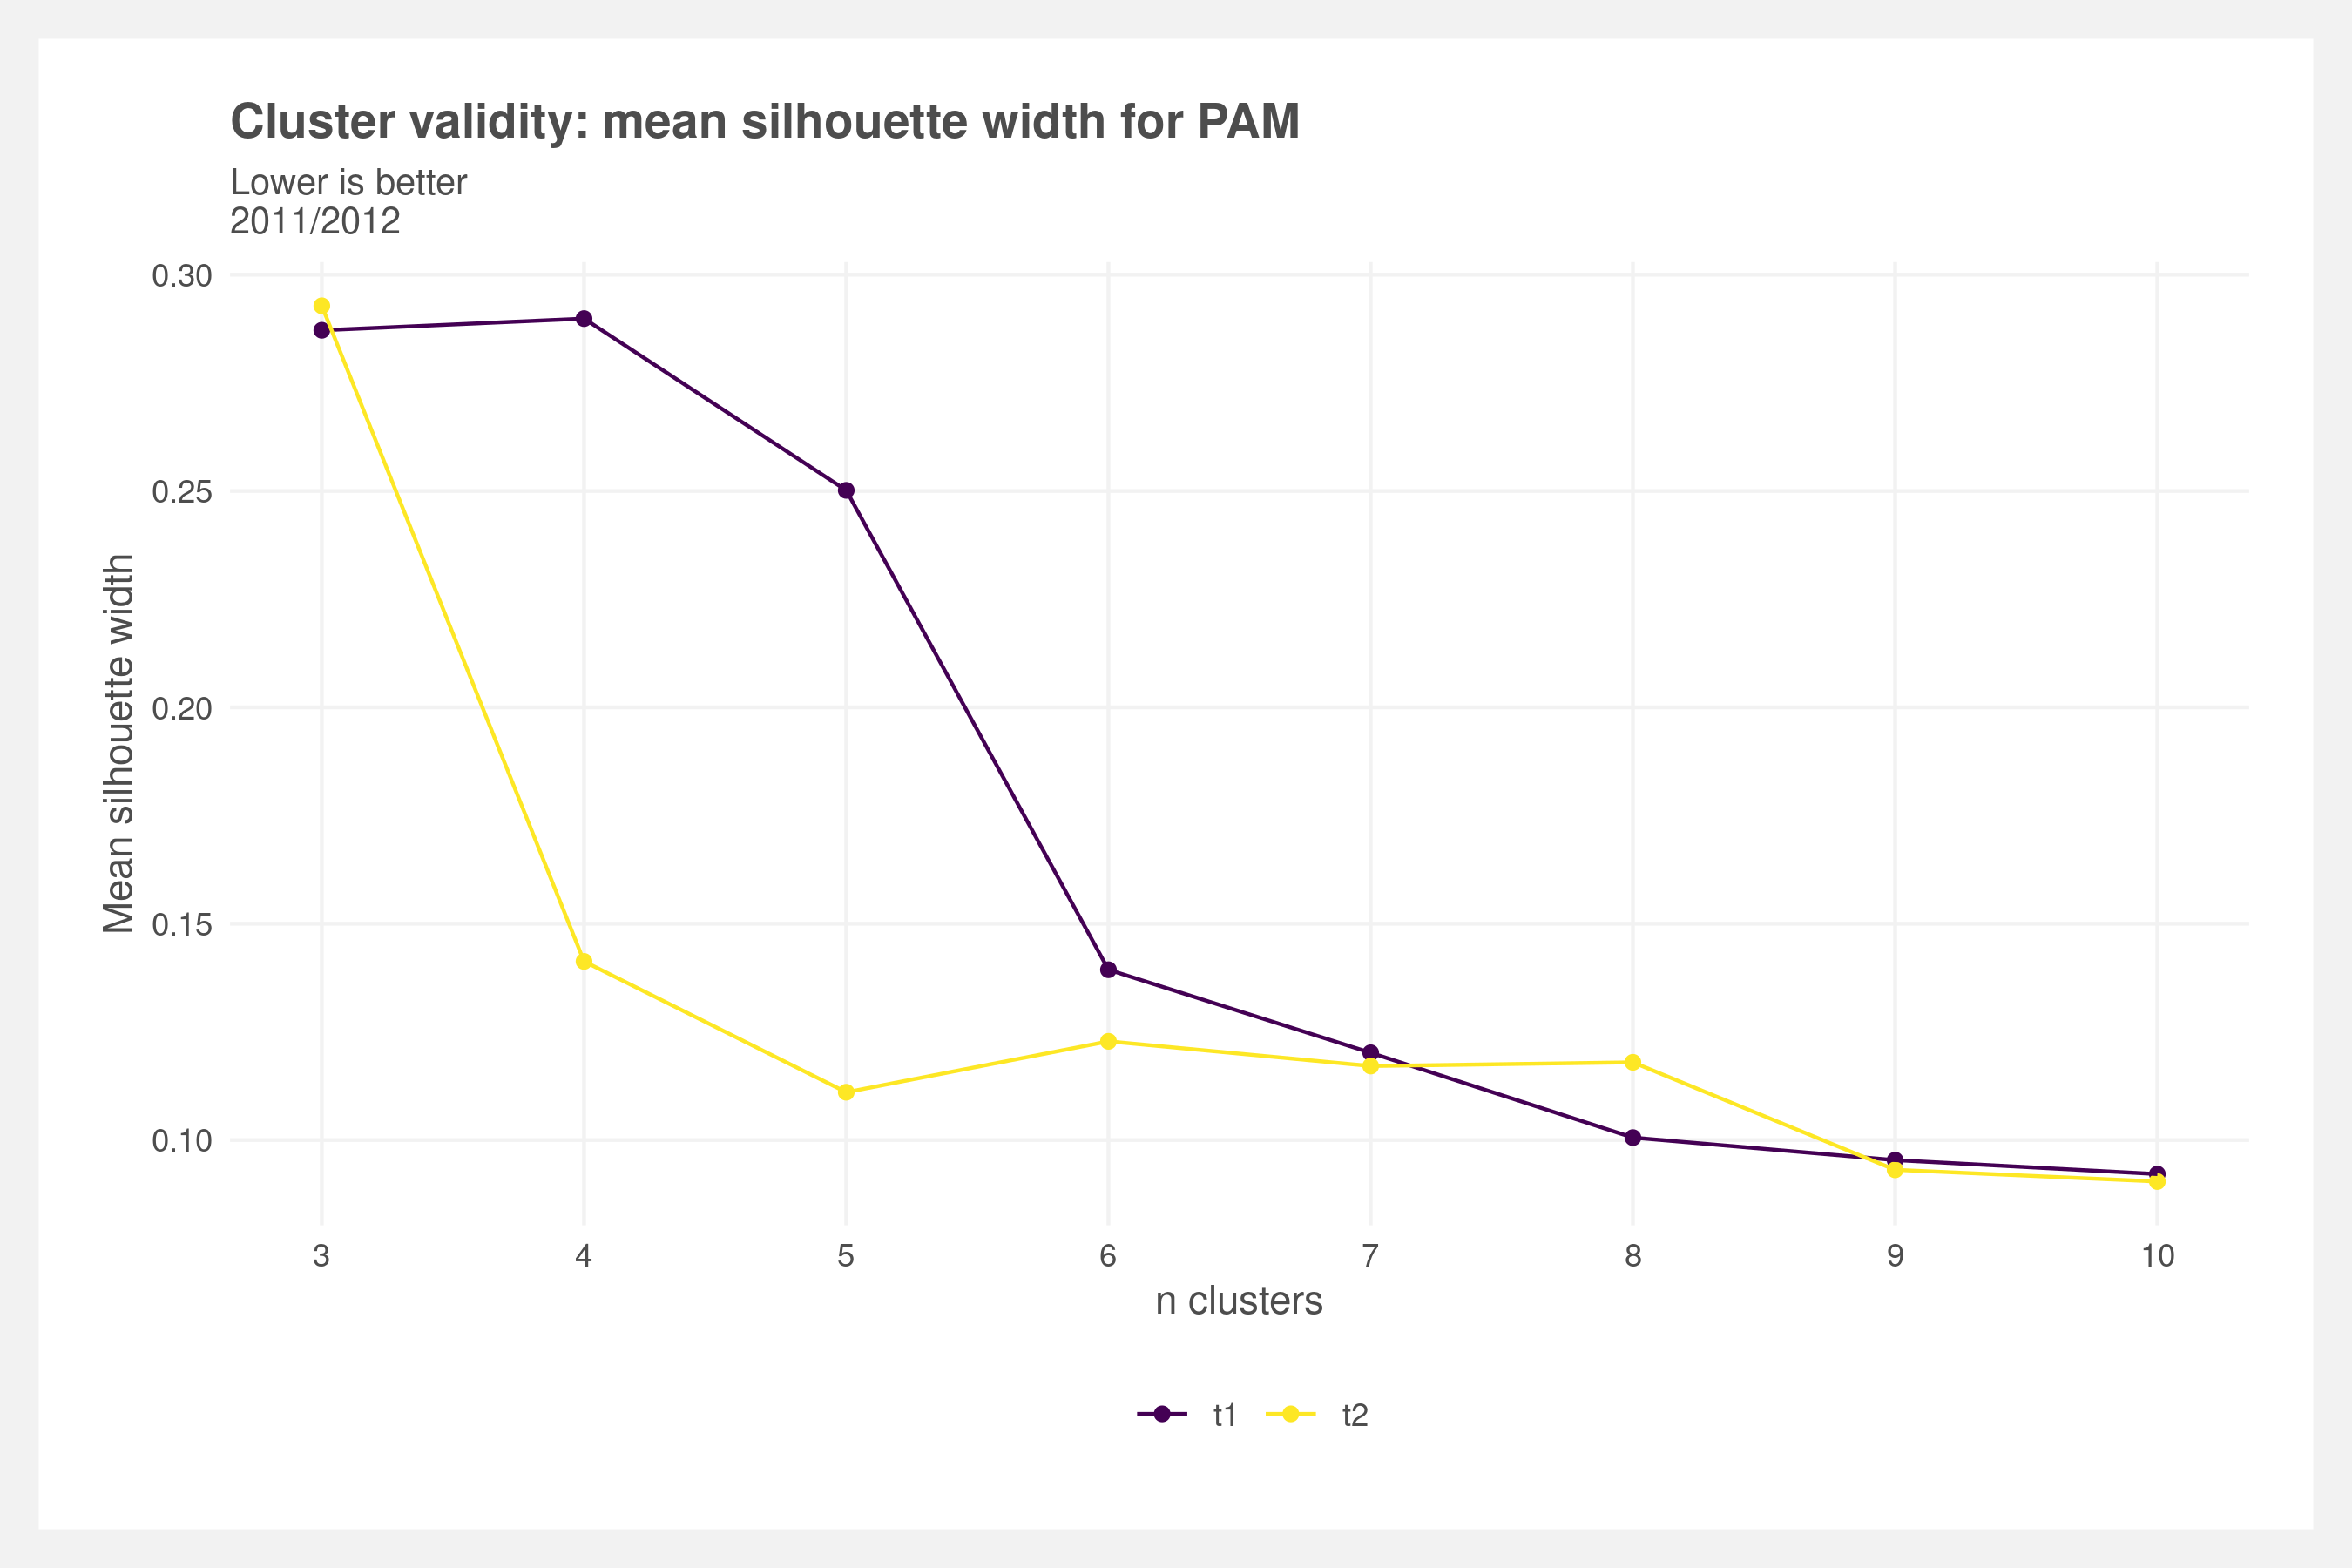 Cluster validity: mean silhouette width for PAM
Lower is better
2011/2012
0.30
0.25
0.20
0.15
0.10
Mean silhouette width
3 4 5 6 7 8 9 10
n clusters
t1 t2